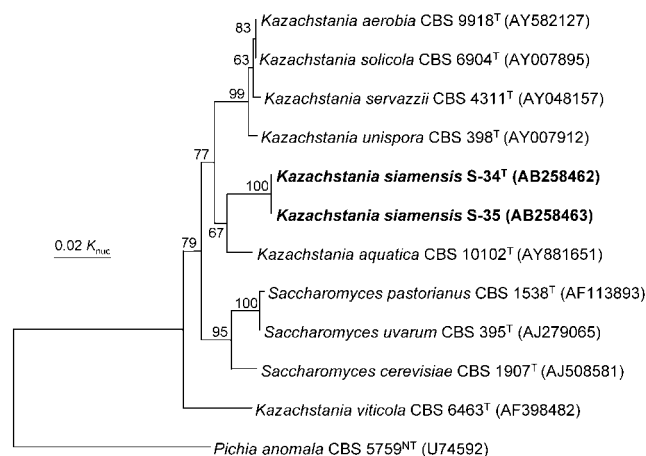 83
Kazachstania aerobia CBS 9918ᵀ (AY582127)
63
Kazachstania solicola CBS 6904ᵀ (AY007895)
99
Kazachstania servazzii CBS 4311ᵀ (AY048157)
Kazachstania unispora CBS 398ᵀ (AY007912)
77
100
Kazachstania siamensis S-34ᵀ (AB258462)
Kazachstania siamensis S-35 (AB258463)
67
79
0.02 Knuc
Kazachstania aquatica CBS 10102ᵀ (AY881651)
100
Saccharomyces pastorianus CBS 1538ᵀ (AF113893)
95
Saccharomyces uvarum CBS 395ᵀ (AJ279065)
Saccharomyces cerevisiae CBS 1907ᵀ (AJ508581)
Kazachstania viticola CBS 6463ᵀ (AF398482)
Pichia anomala CBS 5759ᴺᵀ (U74592)